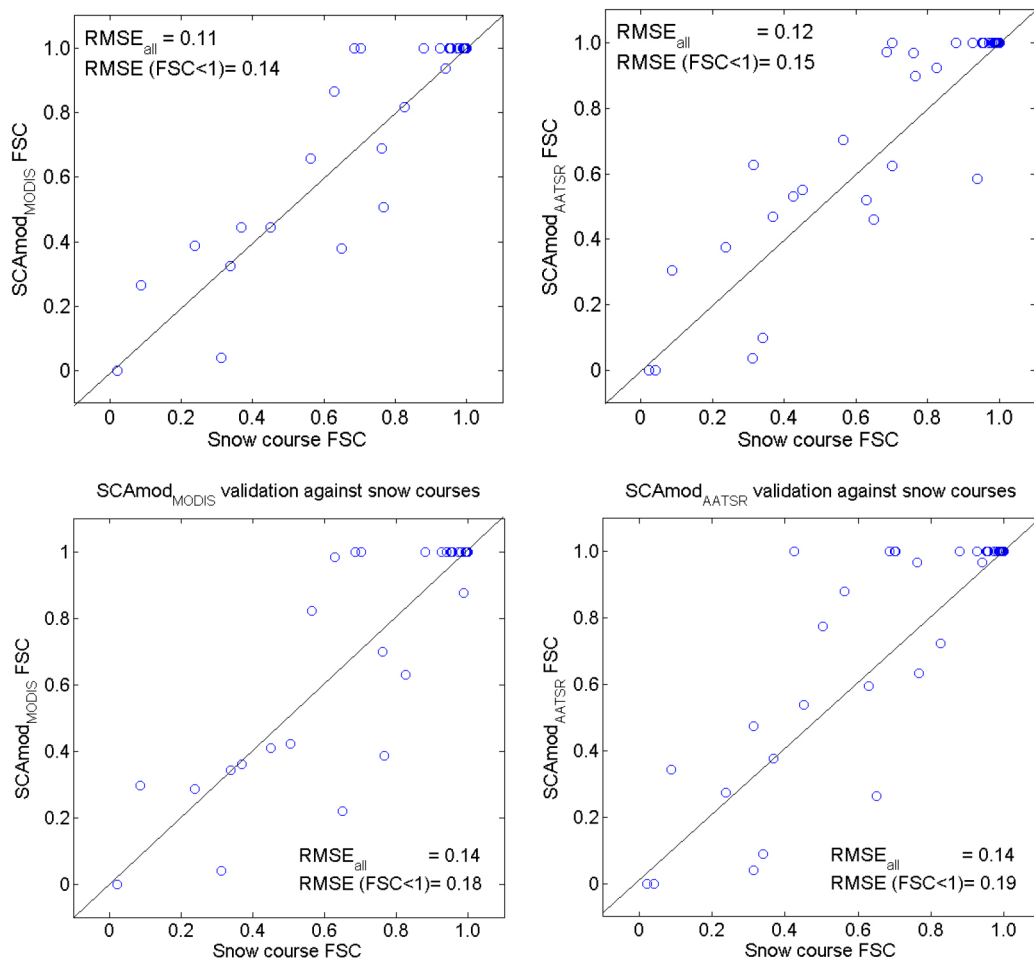 RMSE_all = 0.11
RMSE (FSC<1)= 0.14
1.0
0.8
0.6
0.4
0.2
0
SCAmod_MODIS FSC
0 0.2 0.4 0.6 0.8 1.0
Snow course FSC
RMSE_all = 0.12
RMSE (FSC<1)= 0.15
1.0
0.8
0.6
0.4
0.2
0
SCAmod_AATSR FSC
0 0.2 0.4 0.6 0.8 1.0
Snow course FSC
SCAmod_MODIS validation against snow courses
1.0
0.8
0.6
0.4
0.2
0
SCAmod_MODIS FSC
RMSE_all = 0.14
RMSE (FSC<1)= 0.18
0 0.2 0.4 0.6 0.8 1.0
Snow course FSC
SCAmod_AATSR validation against snow courses
1.0
0.8
0.6
0.4
0.2
0
SCAmod_AATSR FSC
RMSE_all = 0.14
RMSE (FSC<1)= 0.19
0 0.2 0.4 0.6 0.8 1.0
Snow course FSC